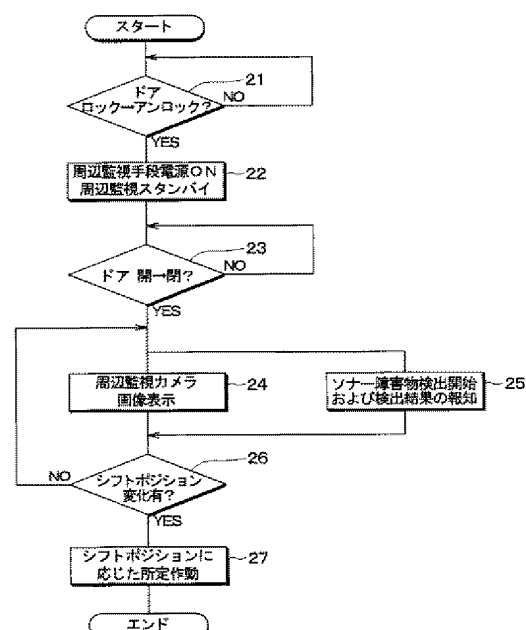 スタート
ドア
ロック→アンロック?
21
NO
YES
周辺監視手段電源ON
周辺監視スタンバイ
22
ドア 開→閉?
23
NO
YES
周辺監視カメラ
画像表示
24
ソナー障害物検出開始
および検出結果の報知
25
シフトポジション
変化有?
26
NO
YES
シフトポジションに
応じた所定作動
27
エンド